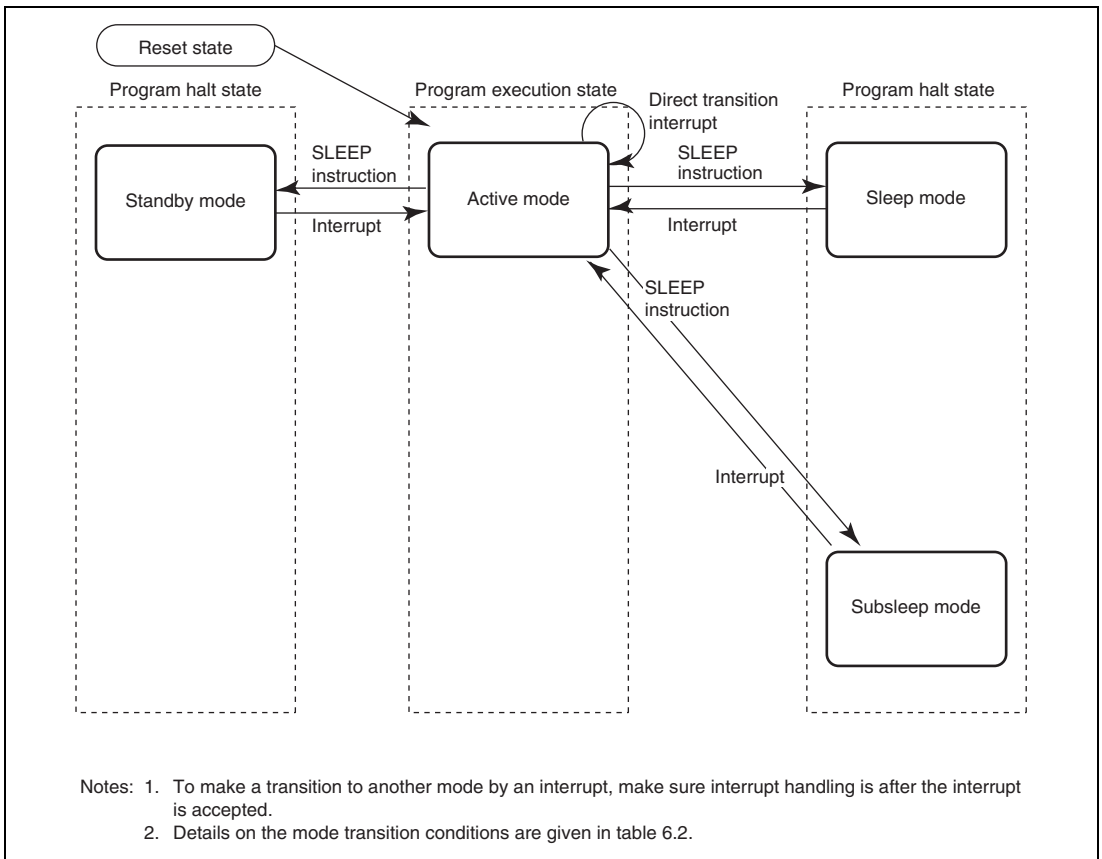 Reset state
Program halt state
Program execution state
Program halt state
Direct transition
interrupt
SLEEP
instruction
SLEEP
instruction
Standby mode
Active mode
Sleep mode
Interrupt
Interrupt
SLEEP
instruction
Interrupt
Subsleep mode
Notes: 1. To make a transition to another mode by an interrupt, make sure interrupt handling is after the interrupt
is accepted.
2. Details on the mode transition conditions are given in table 6.2.